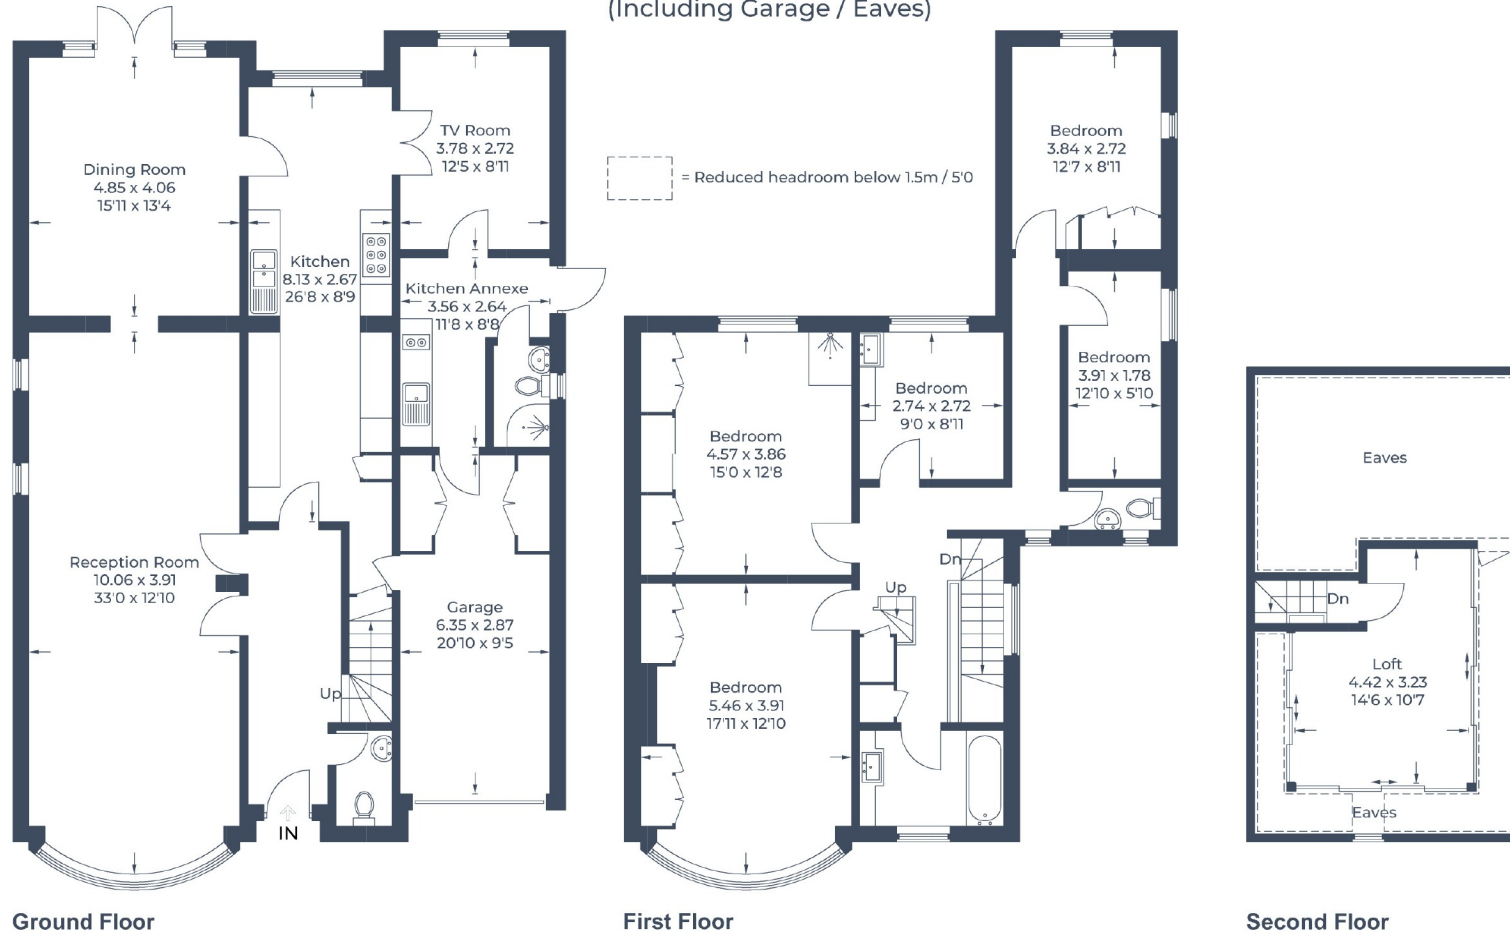 (Including Garage / Eaves)
Dining Room
4.85 x 4.06
15'11 x 13'4
Kitchen
8.13 x 2.67
26'8 x 8'9
TV Room
3.78 x 2.72
12'5 x 8'11
Kitchen Annexe
3.56 x 2.64
11'8 x 8'8
Reception Room
10.06 x 3.91
33'0 x 12'10
Garage
6.35 x 2.87
20'10 x 9'5
Up
IN
Ground Floor
= Reduced headroom below 1.5m / 5'0
Bedroom
3.84 x 2.72
12'7 x 8'11
Bedroom
3.91 x 1.78
12'10 x 5'10
Bedroom
2.74 x 2.72
9'0 x 8'11
Bedroom
4.57 x 3.86
15'0 x 12'8
Dn
Up
Bedroom
5.46 x 3.91
17'11 x 12'10
First Floor
Eaves
Dn
Loft
4.42 x 3.23
14'6 x 10'7
Eaves
Second Floor